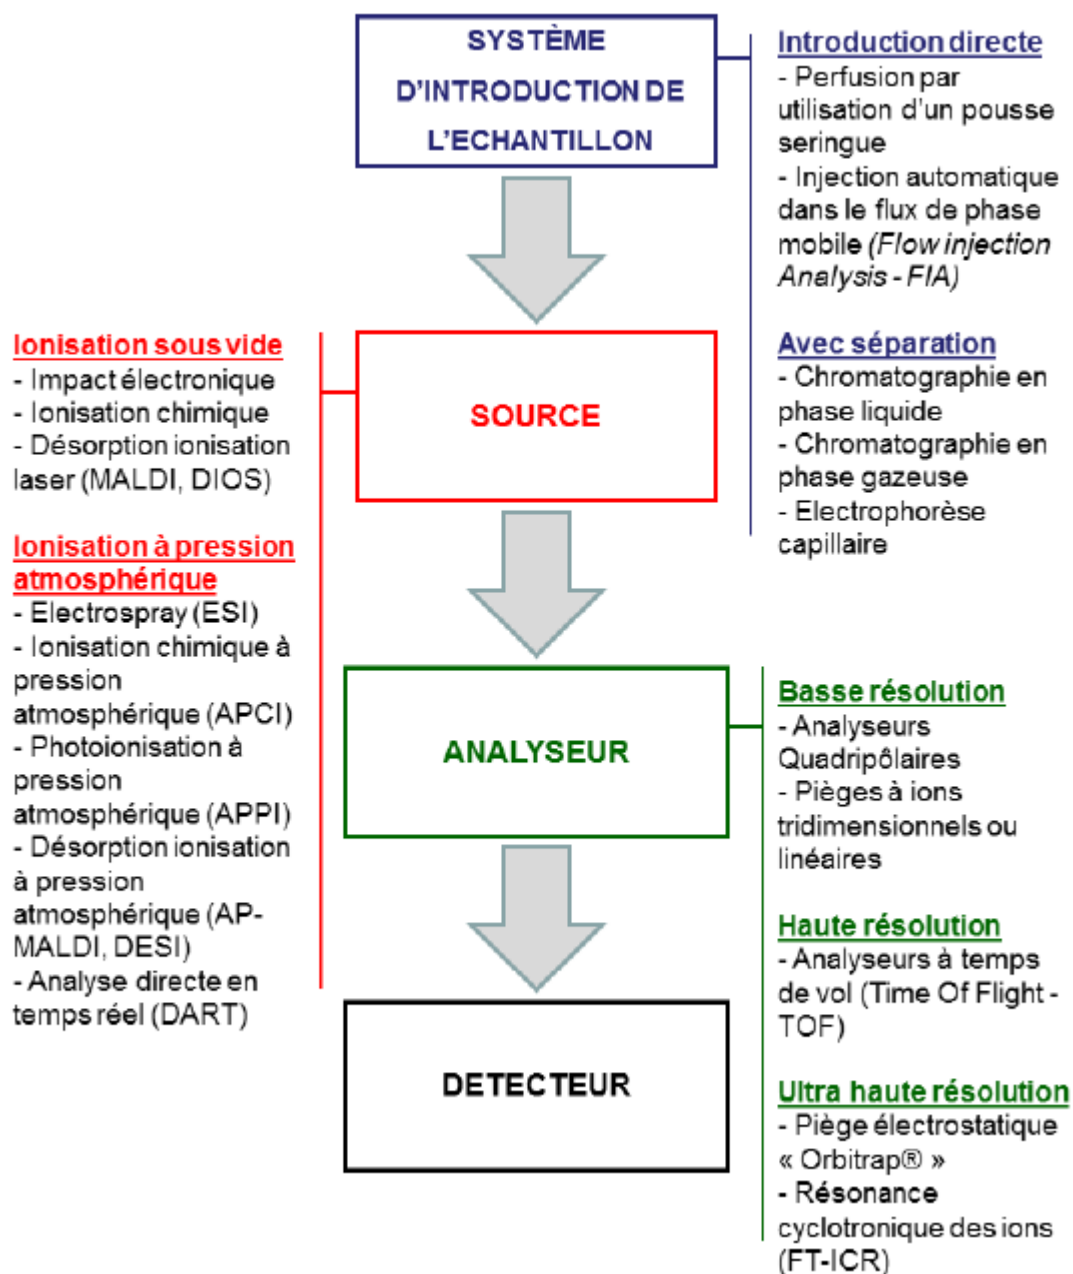 SYSTÈME
D'INTRODUCTION DE
L'ECHANTILLON
Introduction directe
- Perfusion par
utilisation d'un pousse
seringue
- Injection automatique
dans le flux de phase
mobile (Flow injection
Analysis - FIA)
Avec séparation
- Chromatographie en
phase liquide
- Chromatographie en
phase gazeuse
- Electrophorèse
capillaire
Ionisation sous vide
- Impact électronique
- Ionisation chimique
- Désorption ionisation
laser (MALDI, DIOS)
Ionisation à pression
atmosphérique
- Electrospray (ESI)
- Ionisation chimique à
pression
atmosphérique (APCI)
- Photoionisation à
pression
atmosphérique (APPI)
- Désorption ionisation
à pression
atmosphérique (AP-
MALDI, DESI)
- Analyse directe en
temps réel (DART)
SOURCE
ANALYSEUR
Basse résolution
- Analyseurs
Quadripôlaires
- Pièges à ions
tridimensionnels ou
linéaires
Haute résolution
- Analyseurs à temps
de vol (Time Of Flight -
TOF)
Ultra haute résolution
- Piège électrostatique
« Orbitrap® »
- Résonance
cyclotronique des ions
(FT-ICR)
DETECTEUR